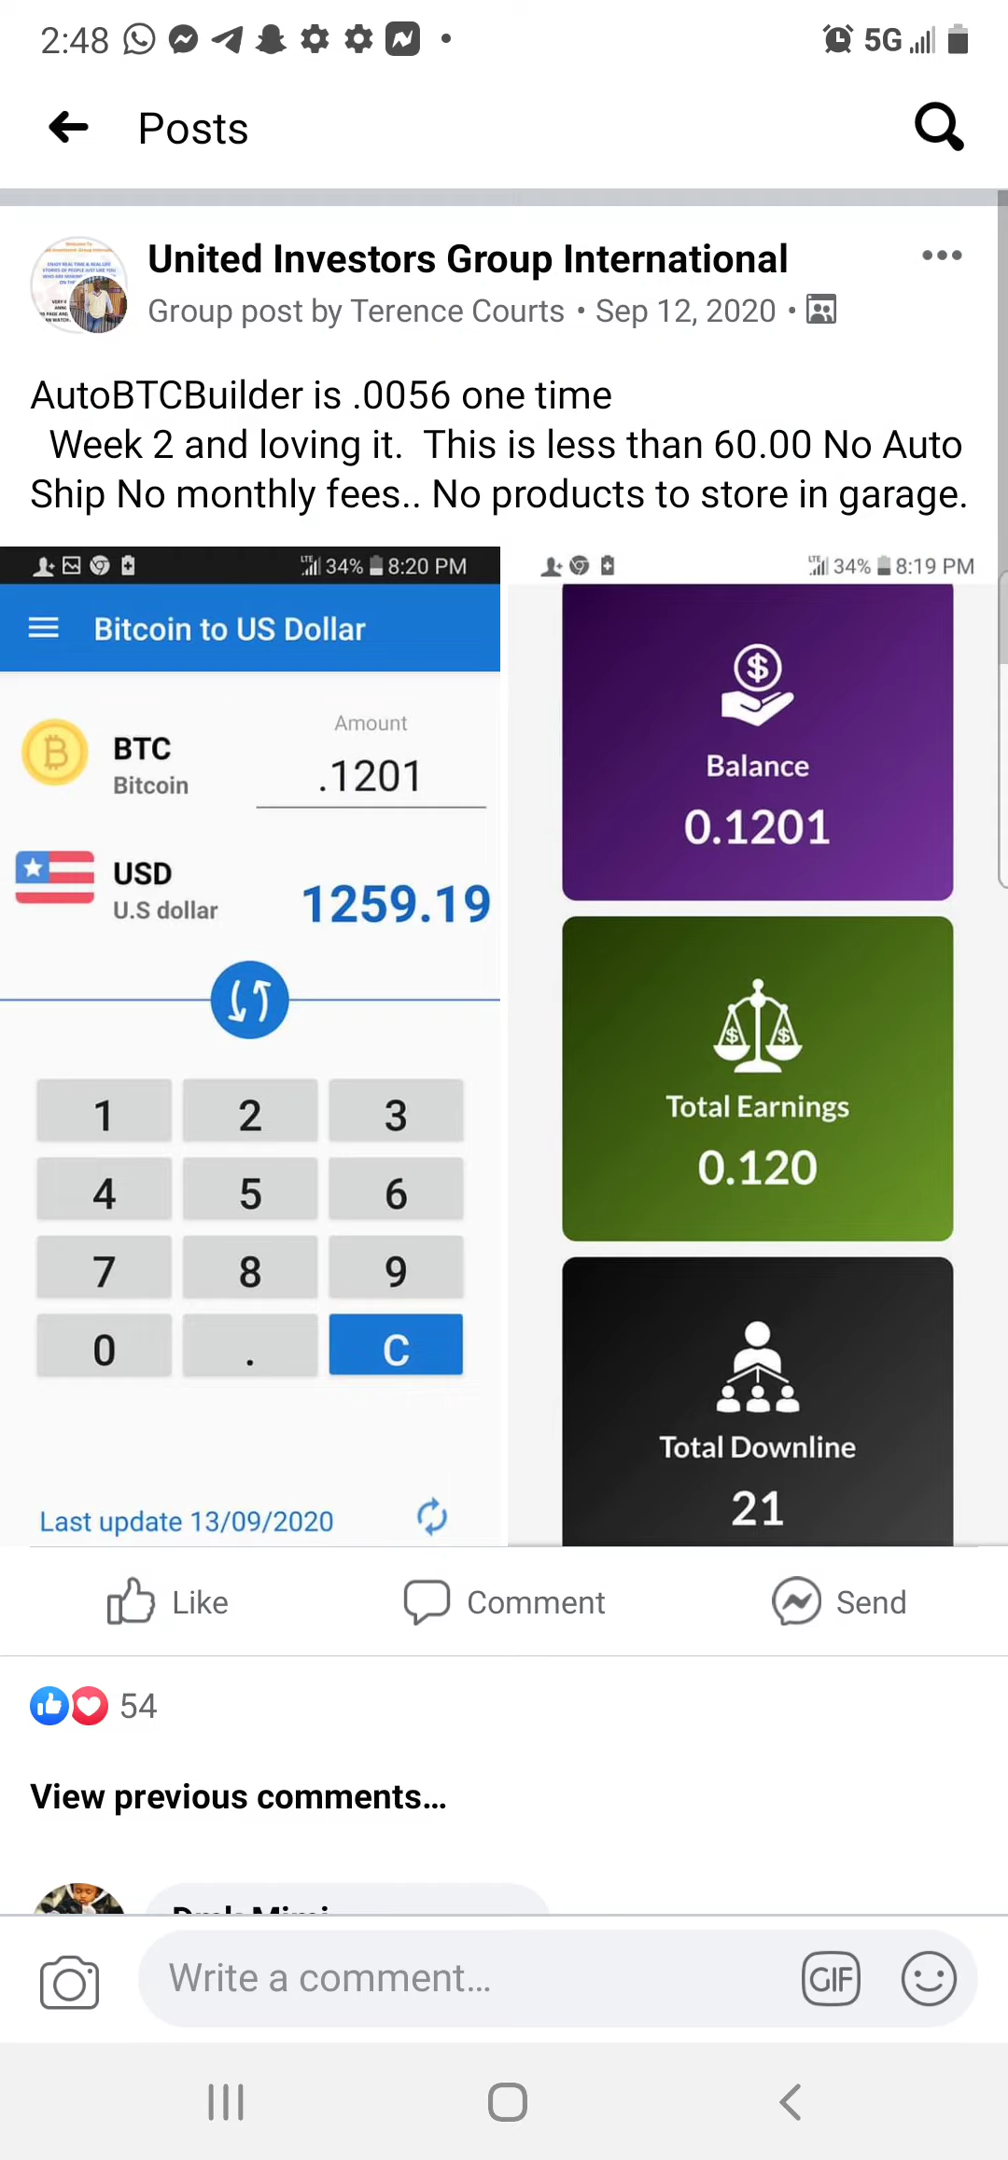 2:48 5G
Posts
United Investors Group International
Group post by Terence Courts • Sep 12, 2020 •
AutoBTCBuilder is .0056 one time
Week 2 and loving it. This is less than 60.00 No Auto
Ship No monthly fees.. No products to store in garage.
LTE 34% 8:20 PM
Bitcoin to US Dollar
Amount
BTC
.1201
Bitcoin
USD
1259.19
U.S dollar
1 2 3
4 5 6
7 8 9
0 . C
Last update 13/09/2020
LTE 34% 8:19 PM
Balance
0.1201
Total Earnings
0.120
Total Downline
21
Like Comment Send
54
View previous comments...
Write a comment...
GIF